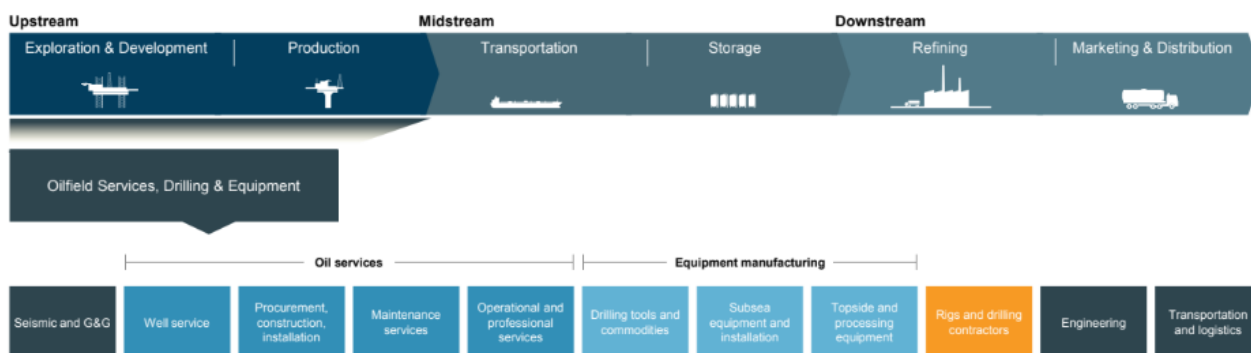 Upstream Midstream Downstream
Exploration & Development Production Transportation Storage Refining Marketing & Distribution
Oilfield Services, Drilling & Equipment
Oil services Equipment manufacturing
Seismic and G&G
Well service
Procurement,
construction,
installation
Maintenance
services
Operational and
professional
services
Drilling tools and
commodities
Subsea
equipment and
installation
Topside and
processing
equipment
Rigs and drilling
contractors
Engineering
Transportation
and logistics